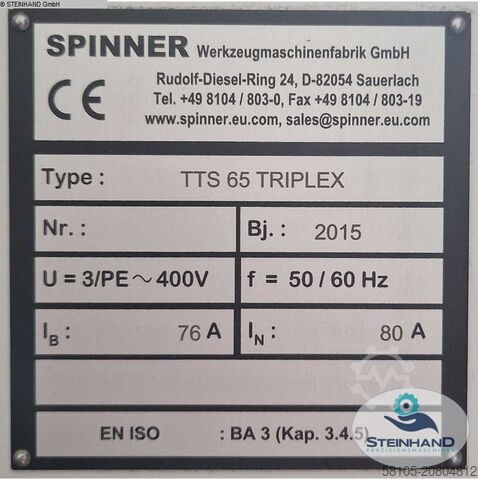 © STEINHAND GmbH
SPINNER Werkzeugmaschinenfabrik GmbH
Rudolf-Diesel-Ring 24, D-82054 Sauerlach
Tel. +49 8104 / 803-0, Fax +49 8104 / 803-19
www.spinner.eu.com, sales@spinner.eu.com
CE
Type : TTS 65 TRIPLEX
Nr. : Bj. : 2015
U = 3/PE ~ 400V f = 50 / 60 Hz
IB : 76 A IN : 80 A
EN ISO : BA 3 (Kap. 3.4.5)
STEINHAND
PRÄZISIONSMASCHINEN
58105-20804812